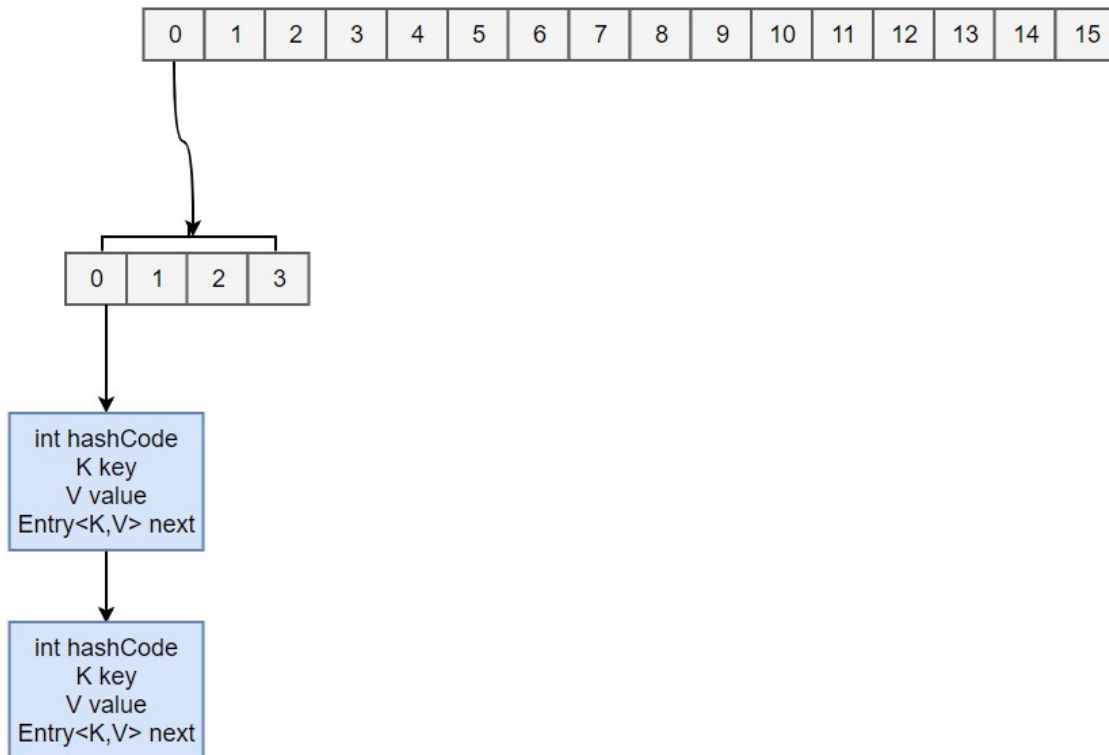 0 1 2 3 4 5 6 7 8 9 10 11 12 13 14 15
0 1 2 3
int hashCode
K key
V value
Entry<K,V> next
int hashCode
K key
V value
Entry<K,V> next